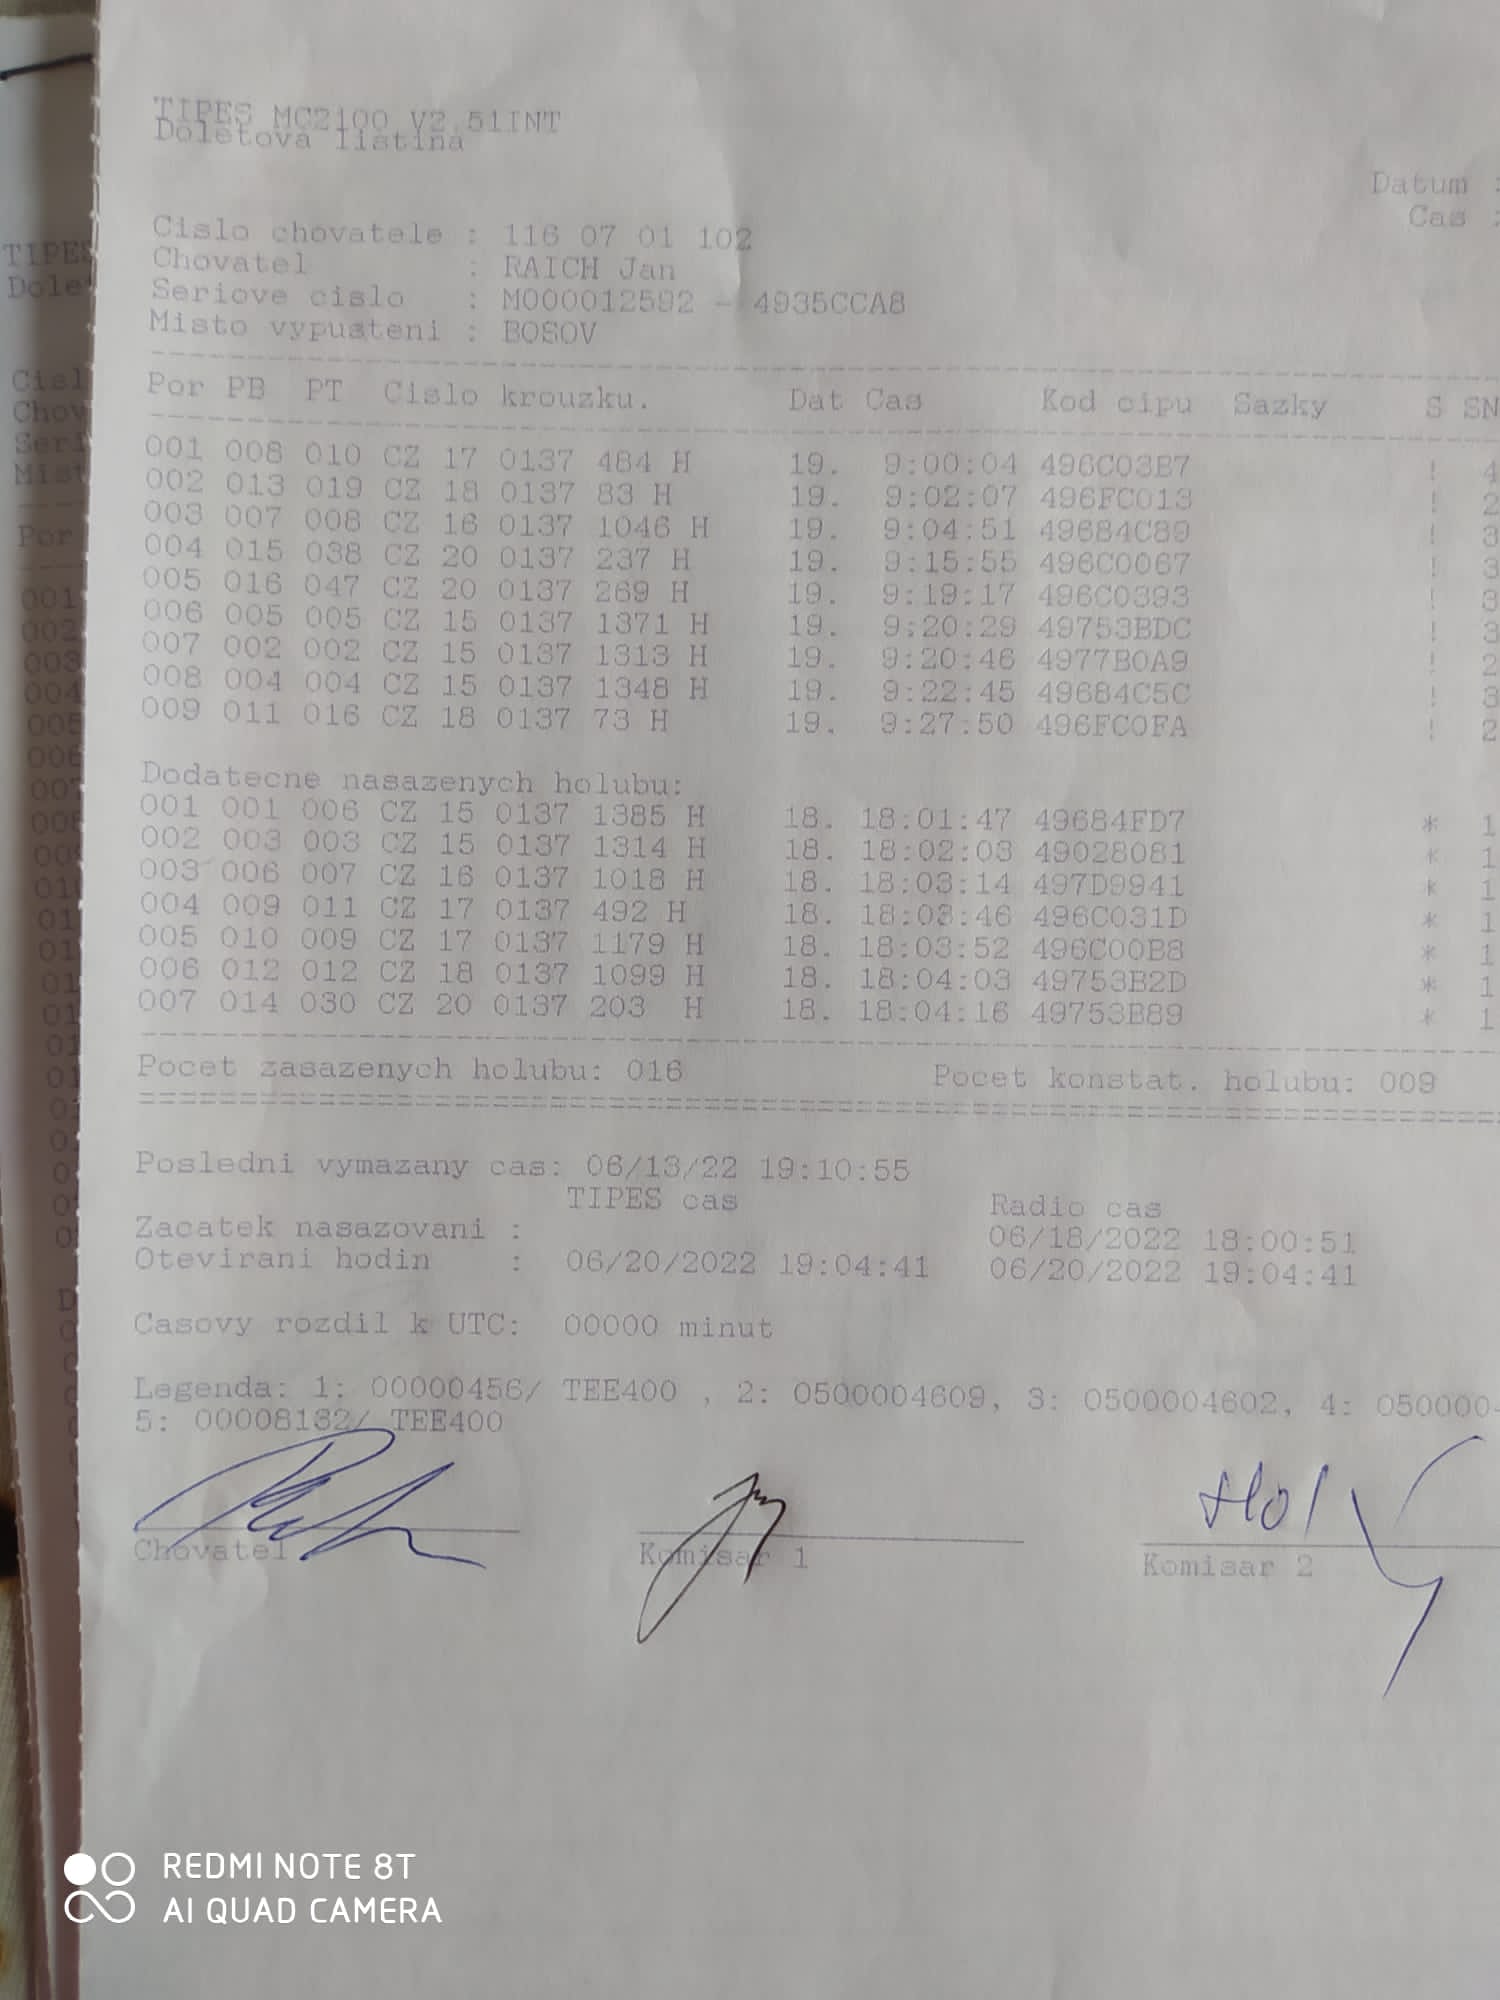 TIPES MC2100 V2.51INT
Doletova listina
Datum :
Cas :
Cislo chovatele : 116 07 01 102
Chovatel : RAICH Jan
Seriove cislo : M000012592 - 4935CCA8
Misto vypusteni : BOSOV
Por PB PT Cislo krouzku. Dat Cas Kod cipu Sazky S SN
001 008 010 CZ 17 0137 484 H 19. 9:00:04 496C03B7 ! 4
002 013 019 CZ 18 0137 83 H 19. 9:02:07 496FC013 ! 2
003 007 008 CZ 16 0137 1046 H 19. 9:04:51 49684C89 ! 3
004 015 038 CZ 20 0137 237 H 19. 9:15:55 496C0067 ! 3
005 016 047 CZ 20 0137 269 H 19. 9:19:17 496C0393 ! 3
006 005 005 CZ 15 0137 1371 H 19. 9:20:29 49753BDC ! 3
007 002 002 CZ 15 0137 1313 H 19. 9:20:46 4977B0A9 ! 2
008 004 004 CZ 15 0137 1348 H 19. 9:22:45 49684C5C ! 3
009 011 016 CZ 18 0137 73 H 19. 9:27:50 496FC0FA ! 2
Dodatecne nasazenych holubu:
001 001 006 CZ 15 0137 1385 H 18. 18:01:47 49684FD7 * 1
002 003 003 CZ 15 0137 1314 H 18. 18:02:03 49028081 * 1
003 006 007 CZ 16 0137 1018 H 18. 18:03:14 497D9941 * 1
004 009 011 CZ 17 0137 492 H 18. 18:03:46 496C031D * 1
005 010 009 CZ 17 0137 1179 H 18. 18:03:52 496C00B8 * 1
006 012 012 CZ 18 0137 1099 H 18. 18:04:03 49753B2D * 1
007 014 030 CZ 20 0137 203 H 18. 18:04:16 49753B89 * 1
Pocet zasazenych holubu: 016 Pocet konstat. holubu: 009
Posledni vymazany cas: 06/13/22 19:10:55
TIPES cas Radio cas
Zacatek nasazovani : 06/18/2022 18:00:51
Otevirani hodin : 06/20/2022 19:04:41 06/20/2022 19:04:41
Casovy rozdil k UTC: 00000 minut
Legenda: 1: 00000456/ TEE400 , 2: 0500004609, 3: 0500004602, 4: 050000
5: 00008182/ TEE400
Chovatel Komisar 1 Komisar 2
REDMI NOTE 8T
AI QUAD CAMERA